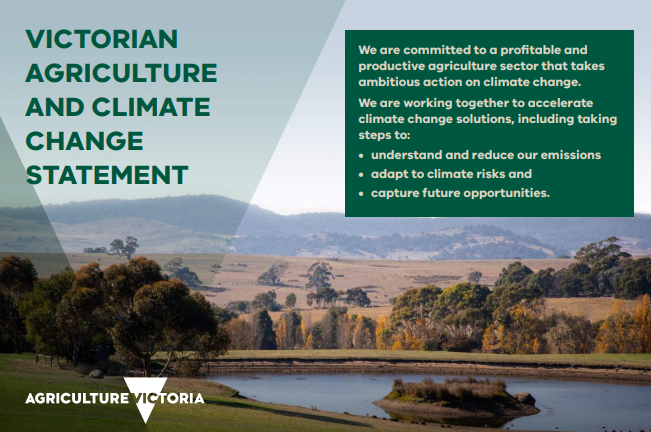 VICTORIAN
AGRICULTURE
AND CLIMATE
CHANGE
STATEMENT
We are committed to a profitable and
productive agriculture sector that takes
ambitious action on climate change.
We are working together to accelerate
climate change solutions, including taking
steps to:
• understand and reduce our emissions
• adapt to climate risks and
• capture future opportunities.
AGRICULTURE VICTORIA